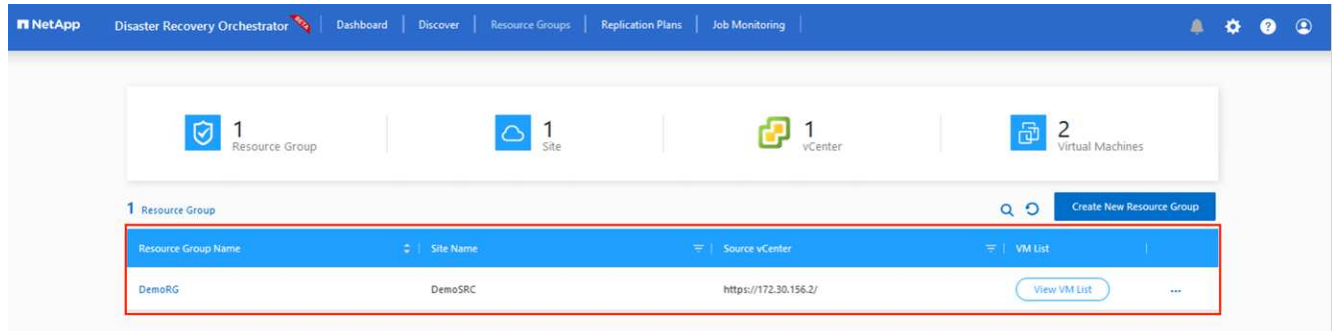 NetApp
Disaster Recovery Orchestrator BETA
Dashboard
Discover
Resource Groups
Replication Plans
Job Monitoring
1
Resource Group
1
Site
1
vCenter
2
Virtual Machines
1 Resource Group
Create New Resource Group
Resource Group Name
Site Name
Source vCenter
VM List
DemoRG
DemoSRC
https://172.30.156.2/
View VM List
...